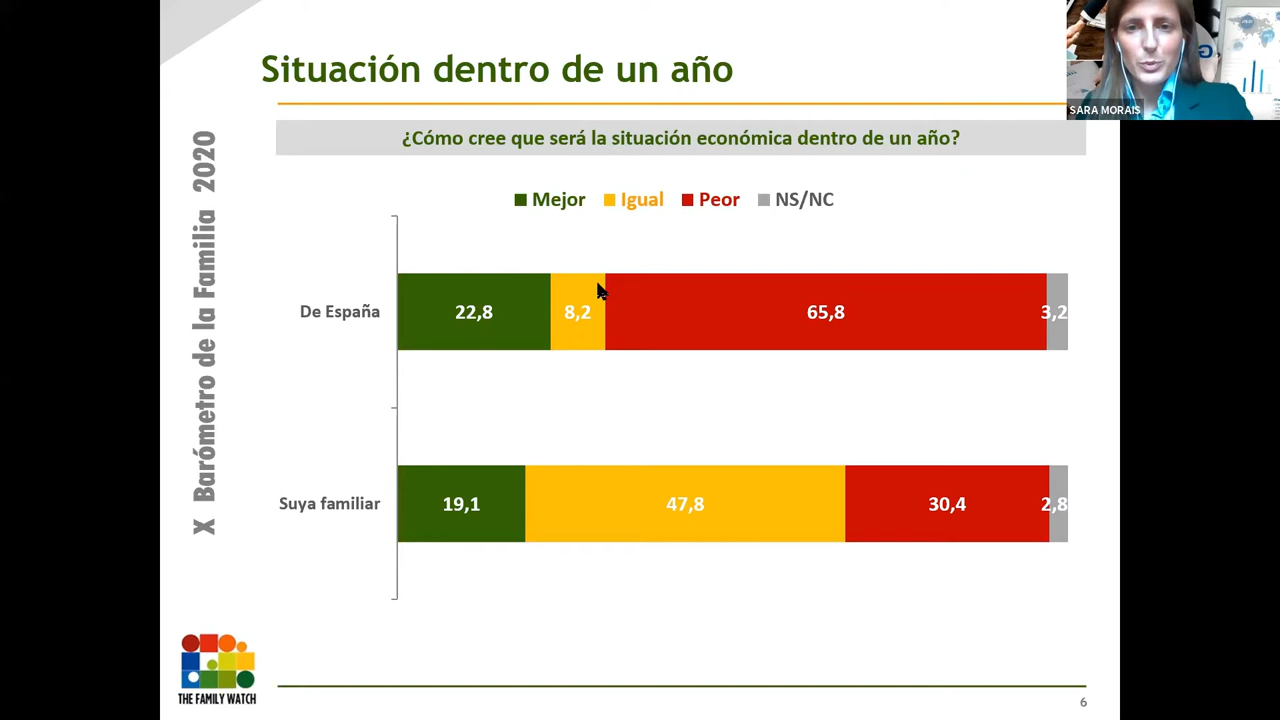 Situación dentro de un año
SARA MORAIS
¿Cómo cree que será la situación económica dentro de un año?
X Barómetro de la Familia 2020
Mejor Igual Peor NS/NC
De España 22,8 8,2 65,8 3,2
Suya familiar 19,1 47,8 30,4 2,8
THE FAMILY WATCH
6